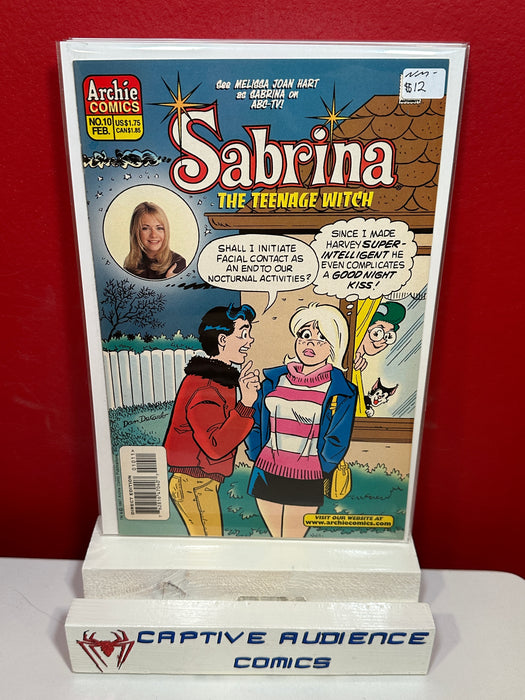 Archie
COMICS
NO.10
FEB.
US$1.75
CAN$1.85
See MELISSA JOAN HART
as SABRINA on
ABC-TV!
NM-
$12
Sabrina
THE TEENAGE WITCH
SHALL I INITIATE
FACIAL CONTACT AS
AN END TO OUR
NOCTURNAL ACTIVITIES?
SINCE I MADE
HARVEY SUPER-
INTELLIGENT HE
EVEN COMPLICATES
A GOOD NIGHT
KISS!
Dan DeCarlo
DIRECT EDITION
01011
VISIT OUR WEBSITE AT
www.archiecomics.com
CAPTIVE AUDIENCE
COMICS